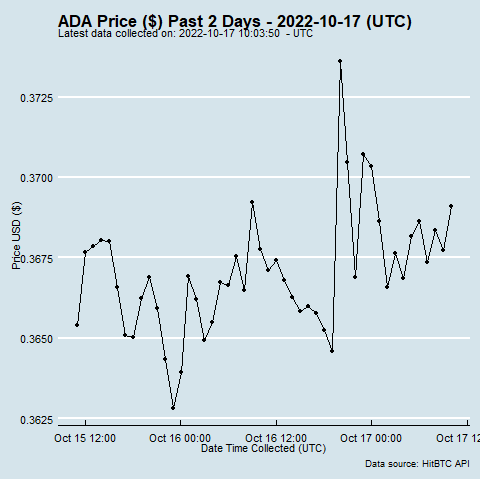 ADA Price ($) Past 2 Days - 2022-10-17 (UTC)
Latest data collected on: 2022-10-17 10:03:50 - UTC
0.3725
0.3700
0.3675
0.3650
0.3625
Price USD ($)
Oct 15 12:00 Oct 16 00:00 Oct 16 12:00 Oct 17 00:00 Oct 17 12
Date Time Collected (UTC)
Data source: HitBTC API